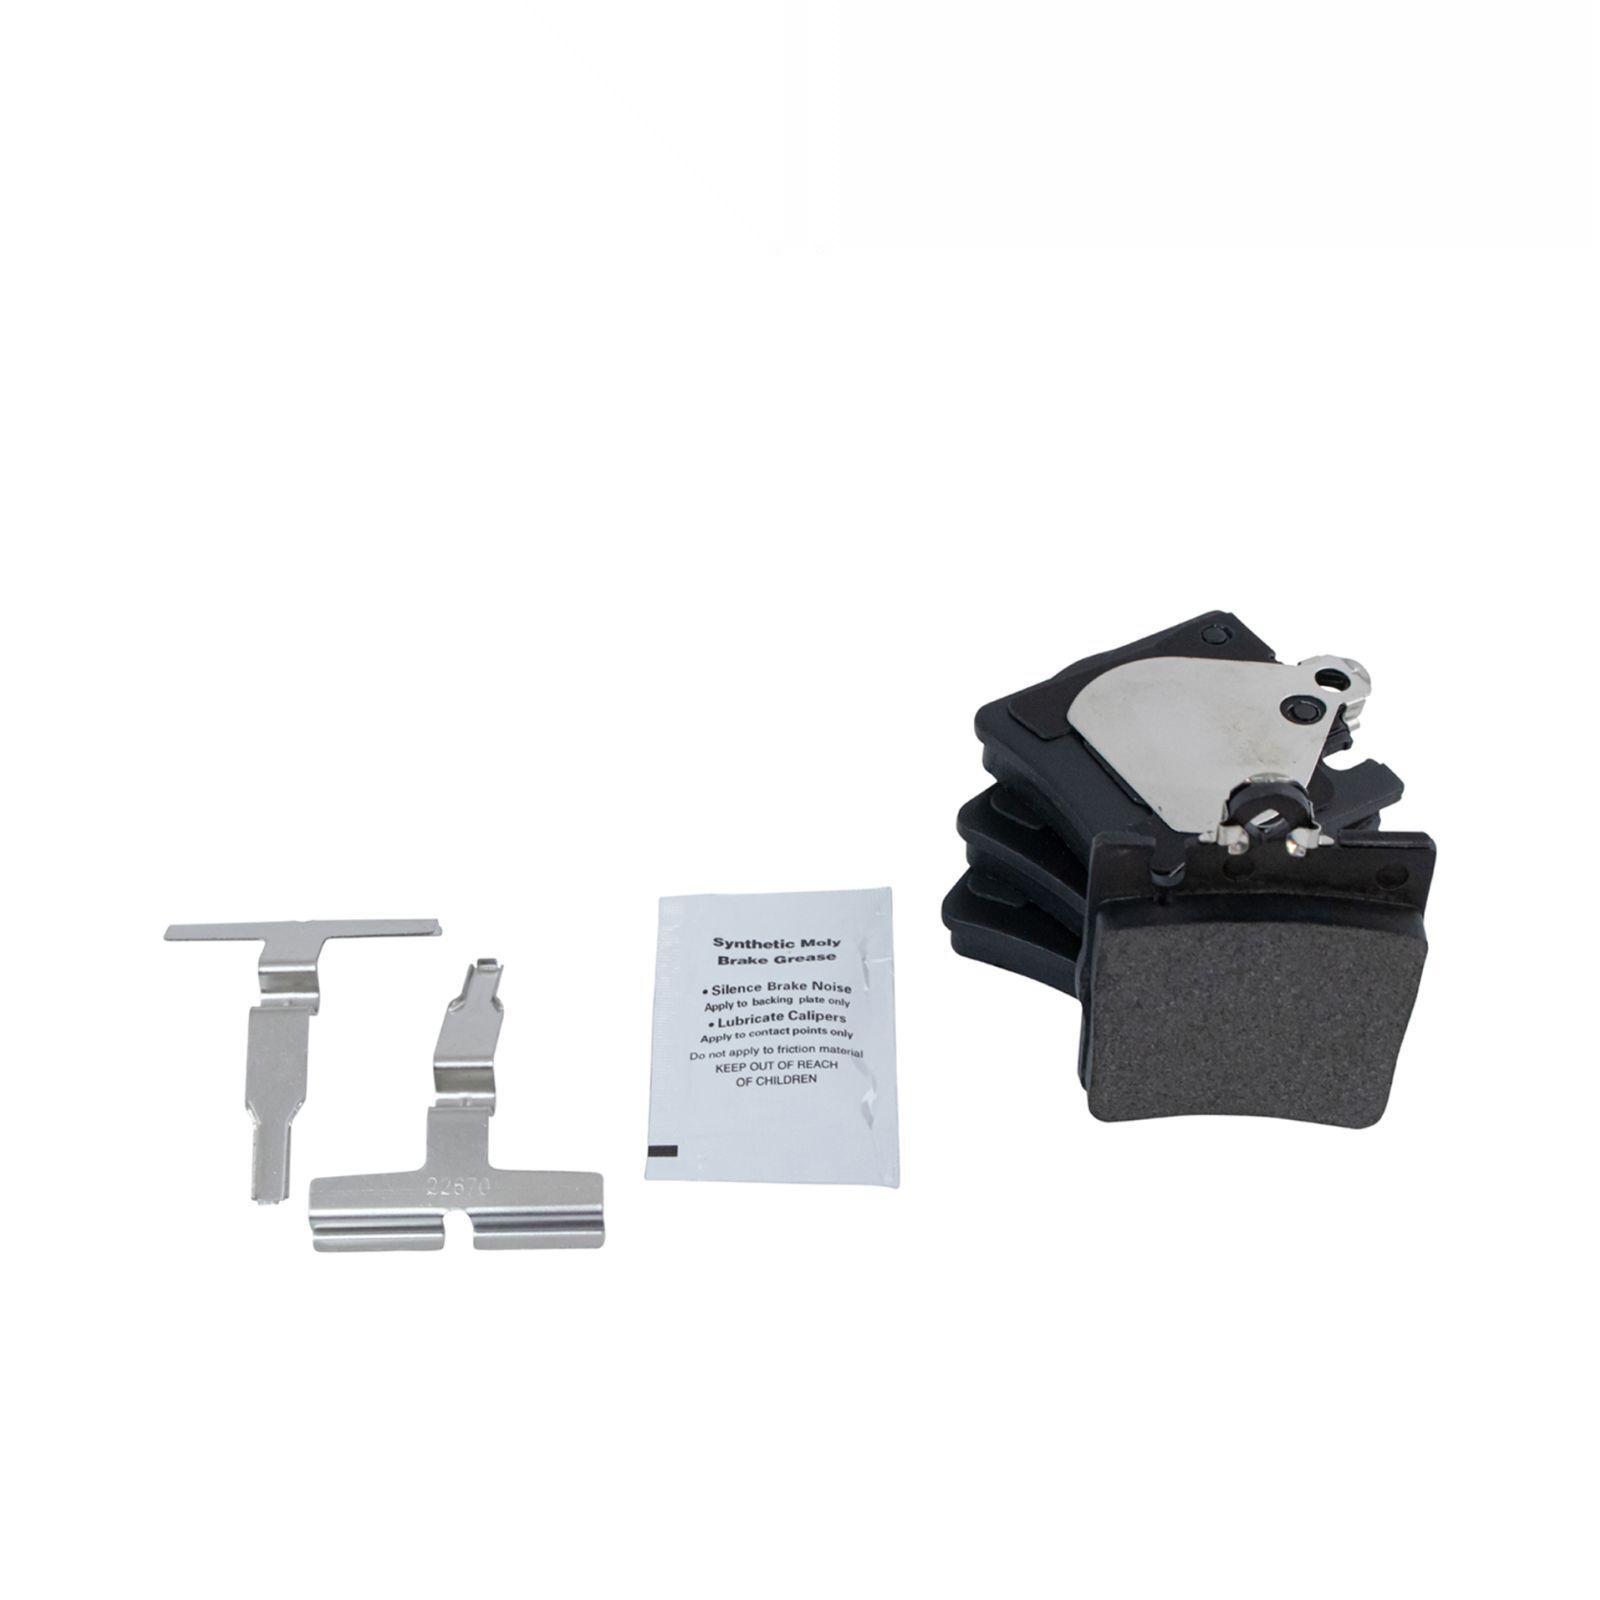 Synthetic Moly
Brake Grease
• Silence Brake Noise
Apply to backing plate only
• Lubricate Calipers
Apply to contact points only
Do not apply to friction material
KEEP OUT OF REACH
OF CHILDREN
22670